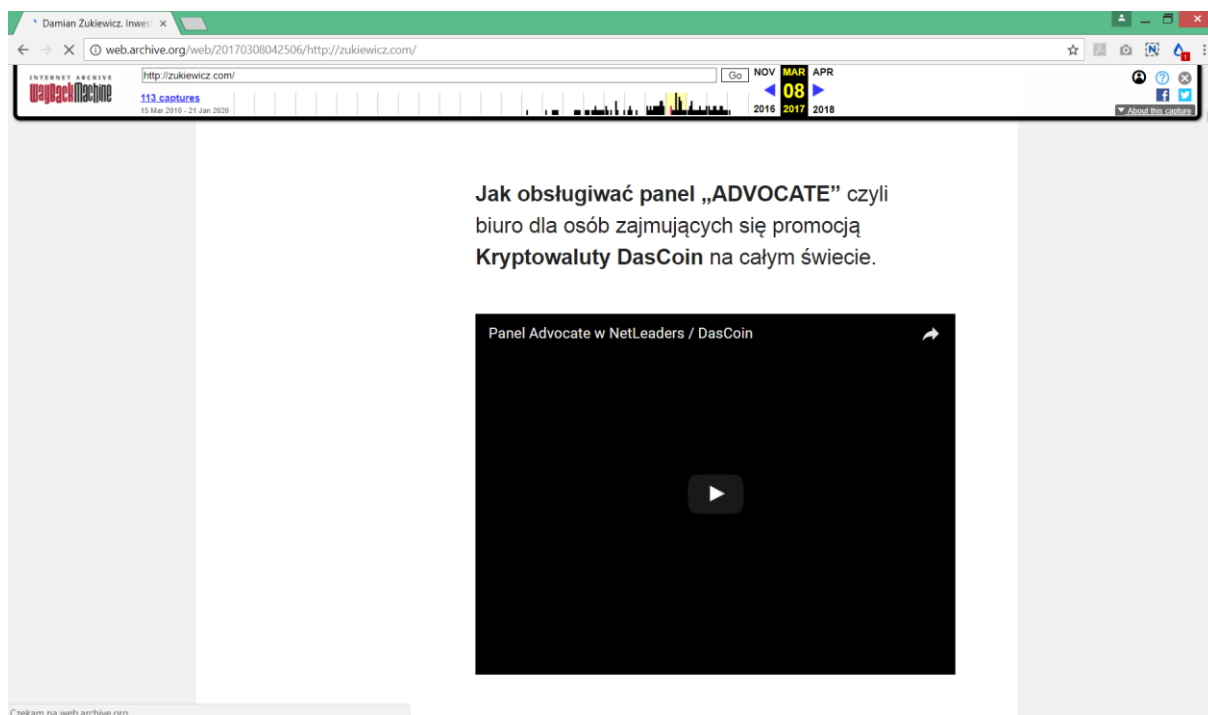 Damian Żukiewicz. Inwes
web.archive.org/web/20170308042506/http://zukiewicz.com/
INTERNET ARCHIVE
WayBackMachine
http://zukiewicz.com/
Go
NOV MAR APR
113 captures
08
15 Mar 2010 - 21 Jan 2020
2016 2017 2018
About this capture
Jak obsługiwać panel „ADVOCATE” czyli
biuro dla osób zajmujących się promocją
Kryptowaluty DasCoin na całym świecie.
Panel Advocate w NetLeaders / DasCoin
Czekam na web.archive.org